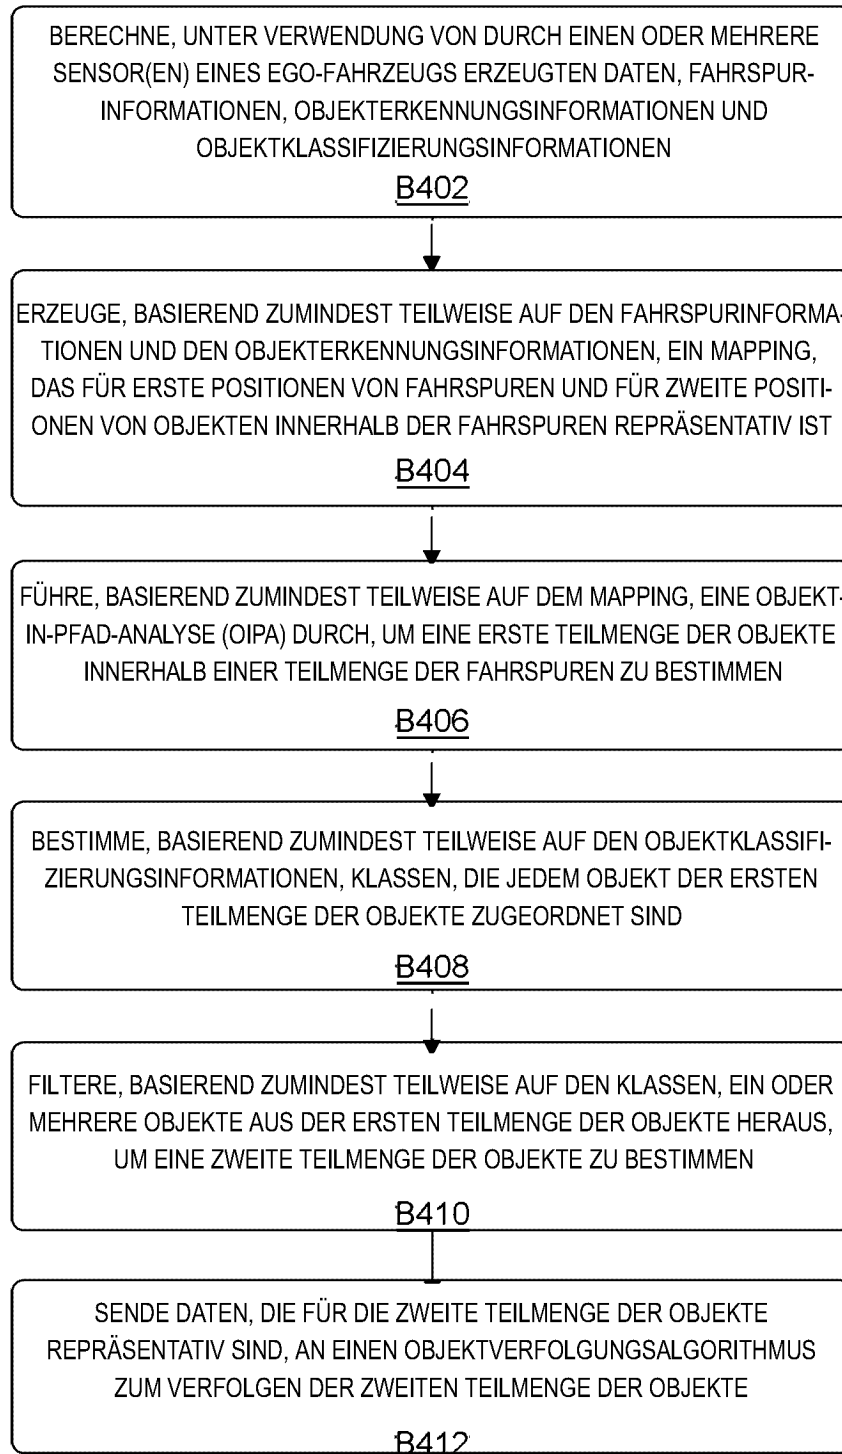 BERECHNE, UNTER VERWENDUNG VON DURCH EINEN ODER MEHRERE
SENSOR(EN) EINES EGO-FAHRZEUGS ERZEUGTEN DATEN, FAHRSPUR-
INFORMATIONEN, OBJEKTERKENNUNGSINFORMATIONEN UND
OBJEKTKLASSIFIZIERUNGSINFORMATIONEN
B402
ERZEUGE, BASIEREND ZUMINDEST TEILWEISE AUF DEN FAHRSPURINFORMA-
TIONEN UND DEN OBJEKTERKENNUNGSINFORMATIONEN, EIN MAPPING,
DAS FÜR ERSTE POSITIONEN VON FAHRSPUREN UND FÜR ZWEITE POSITI-
ONEN VON OBJEKTEN INNERHALB DER FAHRSPUREN REPRÄSENTATIV IST
B404
FÜHRE, BASIEREND ZUMINDEST TEILWEISE AUF DEM MAPPING, EINE OBJEKT-
IN-PFAD-ANALYSE (OIPA) DURCH, UM EINE ERSTE TEILMENGE DER OBJEKTE
INNERHALB EINER TEILMENGE DER FAHRSPUREN ZU BESTIMMEN
B406
BESTIMME, BASIEREND ZUMINDEST TEILWEISE AUF DEN OBJEKTKLASSIFI-
ZIERUNGSINFORMATIONEN, KLASSEN, DIE JEDEM OBJEKT DER ERSTEN
TEILMENGE DER OBJEKTE ZUGEORDNET SIND
B408
FILTERE, BASIEREND ZUMINDEST TEILWEISE AUF DEN KLASSEN, EIN ODER
MEHRERE OBJEKTE AUS DER ERSTEN TEILMENGE DER OBJEKTE HERAUS,
UM EINE ZWEITE TEILMENGE DER OBJEKTE ZU BESTIMMEN
B410
SENDE DATEN, DIE FÜR DIE ZWEITE TEILMENGE DER OBJEKTE
REPRÄSENTATIV SIND, AN EINEN OBJEKTVERFOLGUNGSALGORITHMUS
ZUM VERFOLGEN DER ZWEITEN TEILMENGE DER OBJEKTE
B412